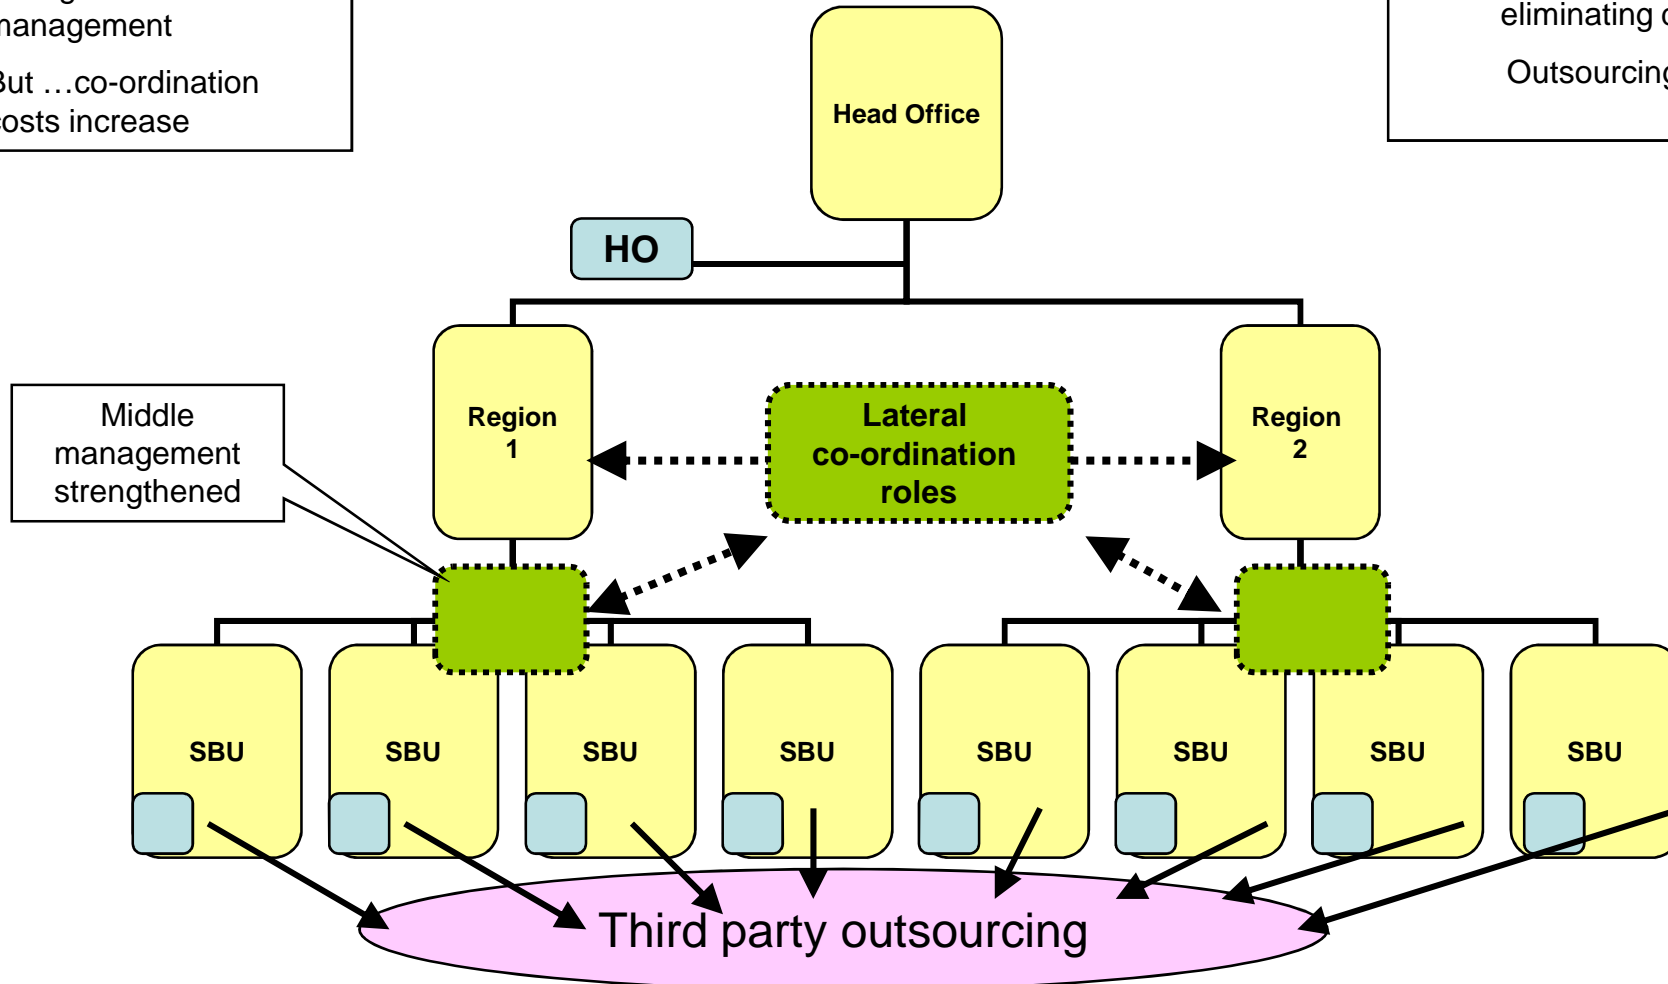 management
But …co-ordination
costs increase
eliminating
Outsourcing
Head Office
HO
Region
1
Lateral
co-ordination
roles
Region
2
Middle
management
strengthened
SBU
SBU
SBU
SBU
SBU
SBU
SBU
SBU
Third party outsourcing